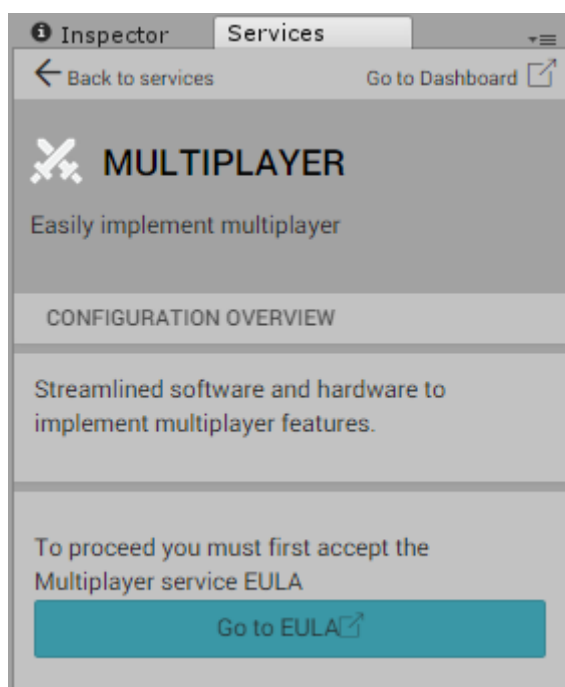 Inspector Services
Back to services Go to Dashboard
MULTIPLAYER
Easily implement multiplayer
CONFIGURATION OVERVIEW
Streamlined software and hardware to
implement multiplayer features.
To proceed you must first accept the
Multiplayer service EULA
Go to EULA